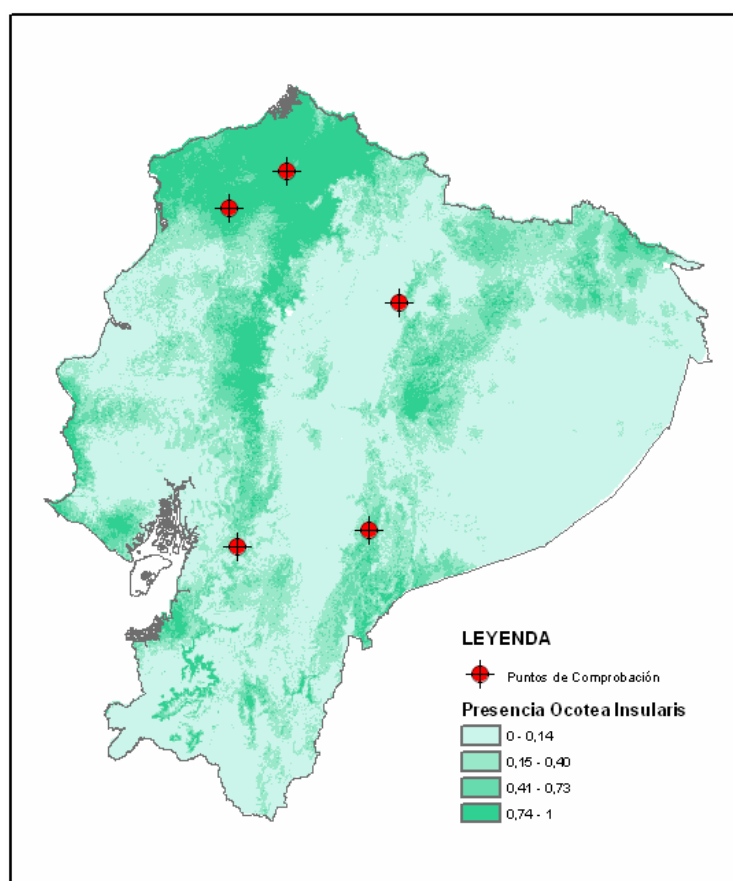 LEYENDA
Puntos de Comprobación
Presencia Ocotea Insularis
0 - 0,14
0,15 - 0,40
0,41 - 0,73
0,74 - 1